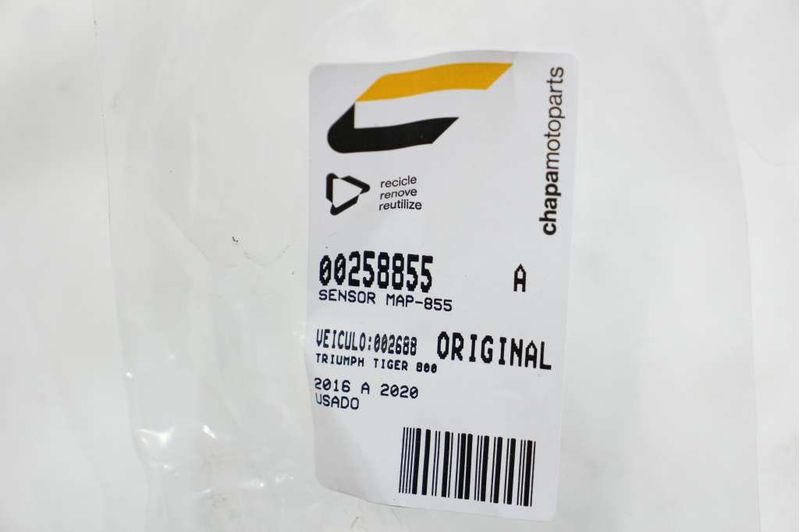 chapamotoparts
recicle
renove
reutilize
00258855 A
SENSOR MAP-855
VEICULO:002688 ORIGINAL
TRIUMPH TIGER 800
2016 A 2020
USADO